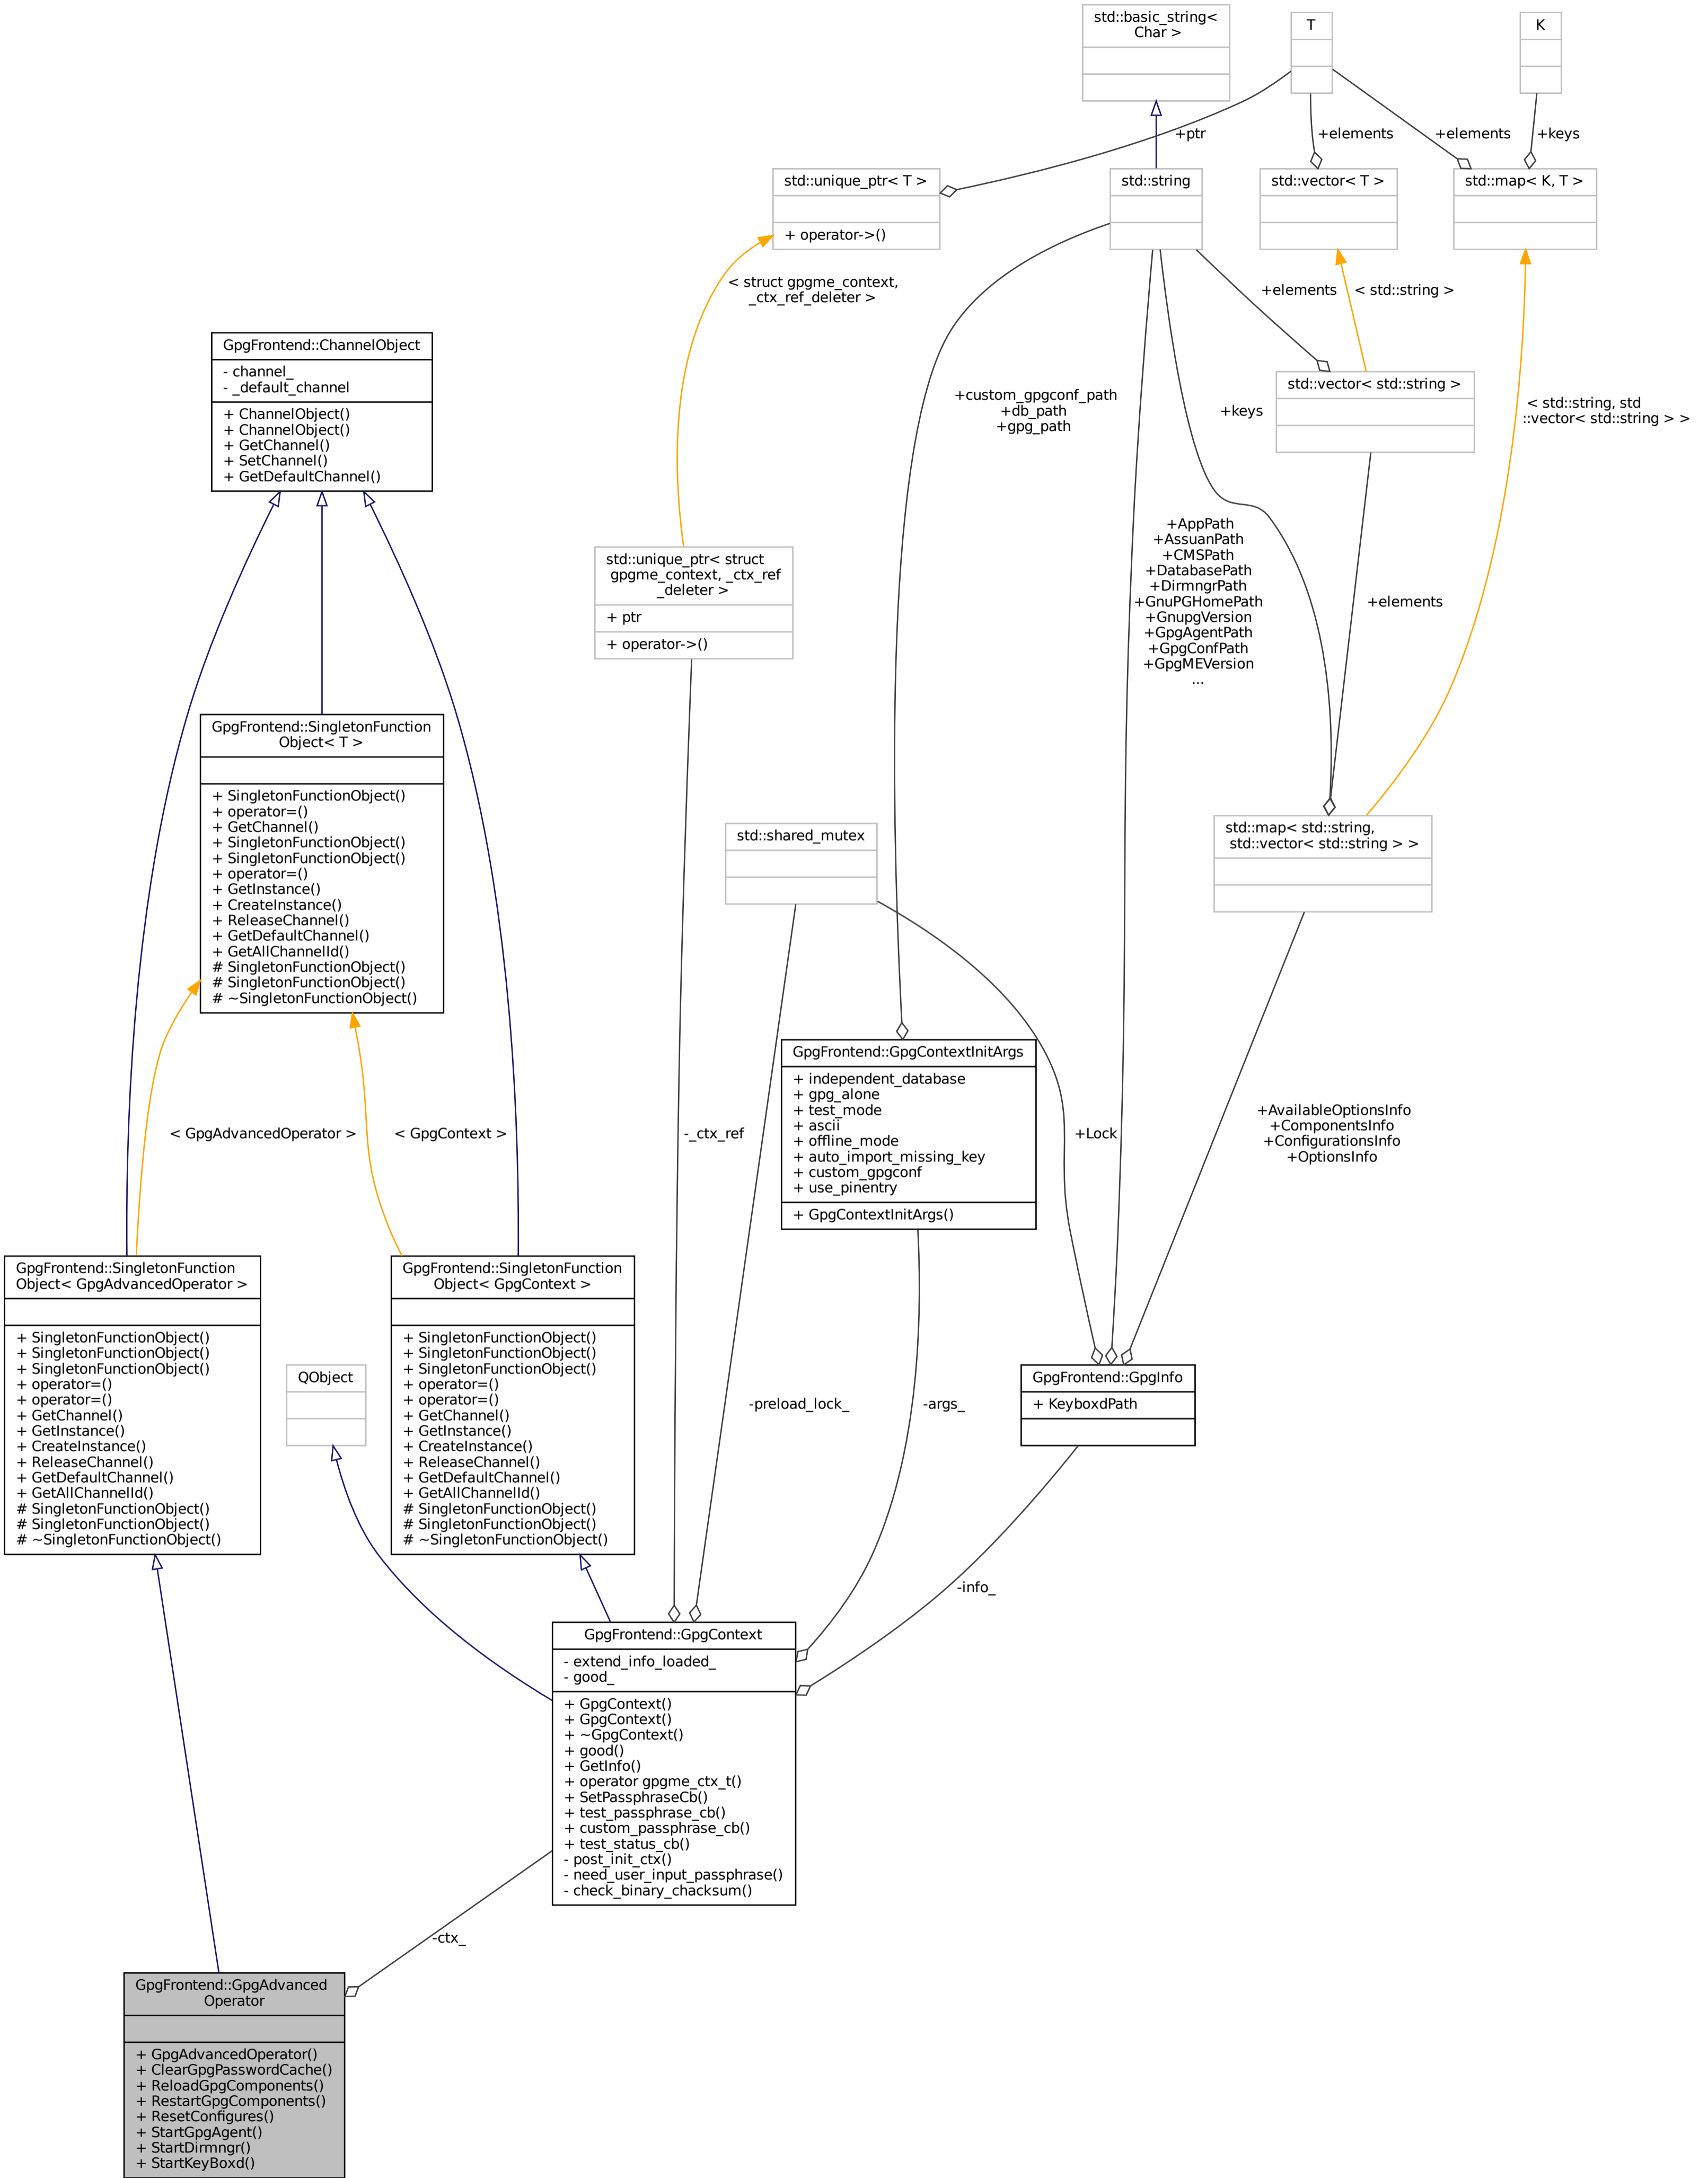 std::basic_string<
Char >
T
K
+ptr
+elements
+elements
+keys
std::unique_ptr< T >
+ operator->()
std::string
std::vector< T >
std::map< K, T >
< struct gpgme_context,
_ctx_ref_deleter >
+elements
< std::string >
GpgFrontend::ChannelObject
- channel_
- _default_channel
+ ChannelObject()
+ ChannelObject()
+ GetChannel()
+ SetChannel()
+ GetDefaultChannel()
+custom_gpgconf_path
+db_path
+gpg_path
+keys
std::vector< std::string >
< std::string, std
::vector< std::string > >
std::unique_ptr< struct
gpgme_context, _ctx_ref
_deleter >
+ ptr
+ operator->()
+AppPath
+AssuanPath
+CMSPath
+DatabasePath
+DirmngrPath
+GnuPGHomePath
+GnupgVersion
+GpgAgentPath
+GpgConfPath
+GpgMEVersion
...
+elements
GpgFrontend::SingletonFunction
Object< T >
+ SingletonFunctionObject()
+ operator=()
+ GetChannel()
+ SingletonFunctionObject()
+ SingletonFunctionObject()
+ operator=()
+ GetInstance()
+ CreateInstance()
+ ReleaseChannel()
+ GetDefaultChannel()
+ GetAllChannelId()
# SingletonFunctionObject()
# SingletonFunctionObject()
# ~SingletonFunctionObject()
std::shared_mutex
std::map< std::string,
std::vector< std::string > >
< GpgAdvancedOperator >
< GpgContext >
-_ctx_ref
GpgFrontend::GpgContextInitArgs
+ independent_database
+ gpg_alone
+ test_mode
+ ascii
+ offline_mode
+ auto_import_missing_key
+ custom_gpgconf
+ use_pinentry
+ GpgContextInitArgs()
+Lock
+AvailableOptionsInfo
+ComponentsInfo
+ConfigurationsInfo
+OptionsInfo
GpgFrontend::SingletonFunction
Object< GpgAdvancedOperator >
+ SingletonFunctionObject()
+ SingletonFunctionObject()
+ SingletonFunctionObject()
+ operator=()
+ operator=()
+ GetChannel()
+ GetInstance()
+ CreateInstance()
+ ReleaseChannel()
+ GetDefaultChannel()
+ GetAllChannelId()
# SingletonFunctionObject()
# SingletonFunctionObject()
# ~SingletonFunctionObject()
QObject
GpgFrontend::SingletonFunction
Object< GpgContext >
+ SingletonFunctionObject()
+ SingletonFunctionObject()
+ SingletonFunctionObject()
+ operator=()
+ operator=()
+ GetChannel()
+ GetInstance()
+ CreateInstance()
+ ReleaseChannel()
+ GetDefaultChannel()
+ GetAllChannelId()
# SingletonFunctionObject()
# SingletonFunctionObject()
# ~SingletonFunctionObject()
-preload_lock_
-args_
GpgFrontend::GpgInfo
+ KeyboxdPath
-info_
GpgFrontend::GpgContext
- extend_info_loaded_
- good_
+ GpgContext()
+ GpgContext()
+ ~GpgContext()
+ good()
+ GetInfo()
+ operator gpgme_ctx_t()
+ SetPassphraseCb()
+ test_passphrase_cb()
+ custom_passphrase_cb()
+ test_status_cb()
- post_init_ctx()
- need_user_input_passphrase()
- check_binary_chacksum()
-ctx_
GpgFrontend::GpgAdvanced
Operator
+ GpgAdvancedOperator()
+ ClearGpgPasswordCache()
+ ReloadGpgComponents()
+ RestartGpgComponents()
+ ResetConfigures()
+ StartGpgAgent()
+ StartDirmngr()
+ StartKeyBoxd()